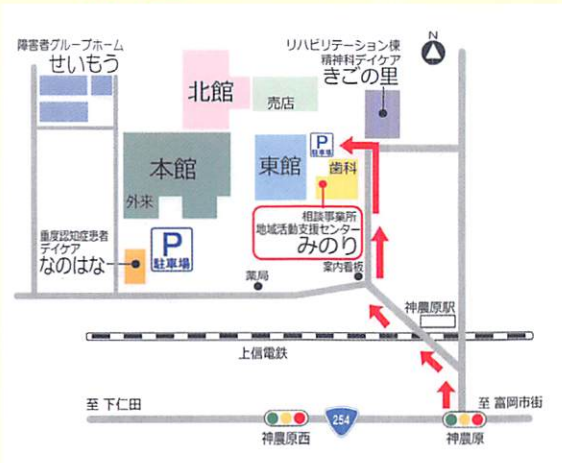 障害者グループホーム
せいもう
リハビリテーション棟
精神科デイケア
きごの里
N
北館
売店
P
駐車場
本館
東館
歯科
外来
相談事業所
地域活動支援センター
みのり
重度認知症患者
デイケア
なのはな
P
駐車場
案内看板
薬局
神農原駅
上信電鉄
至 下仁田
至 富岡市街
254
神農原西
神農原